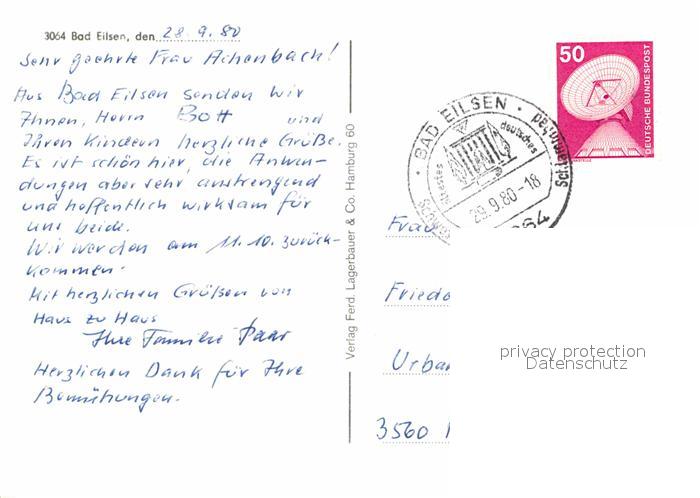 3064 Bad Eilsen, den 28.9.80
Sehr geehrte Frau Achenbach!
Aus Bad Eilsen senden wir
Ihnen, Herrn Bott und
Ihren Kindern herzliche Grüße.
Es ist schön hier, die Anwen-
dungen aber sehr anstrengend
und hoffentlich wirksam für
uns beide.
Wir werden am 11.10. zurück-
kommen.
Mit herzlichen Grüßen von
Haus zu Haus
Ihre Familie Paar
Herzlichen Dank für Ihre
Bemühungen.
Verlag Ferd. Lagerbauer & Co. Hamburg 60
50
DEUTSCHE BUNDESPOST
BAD EILSEN
deutsches
29.9.80-18
Frau
Friede
Urba
3560
privacy protection
Datenschutz